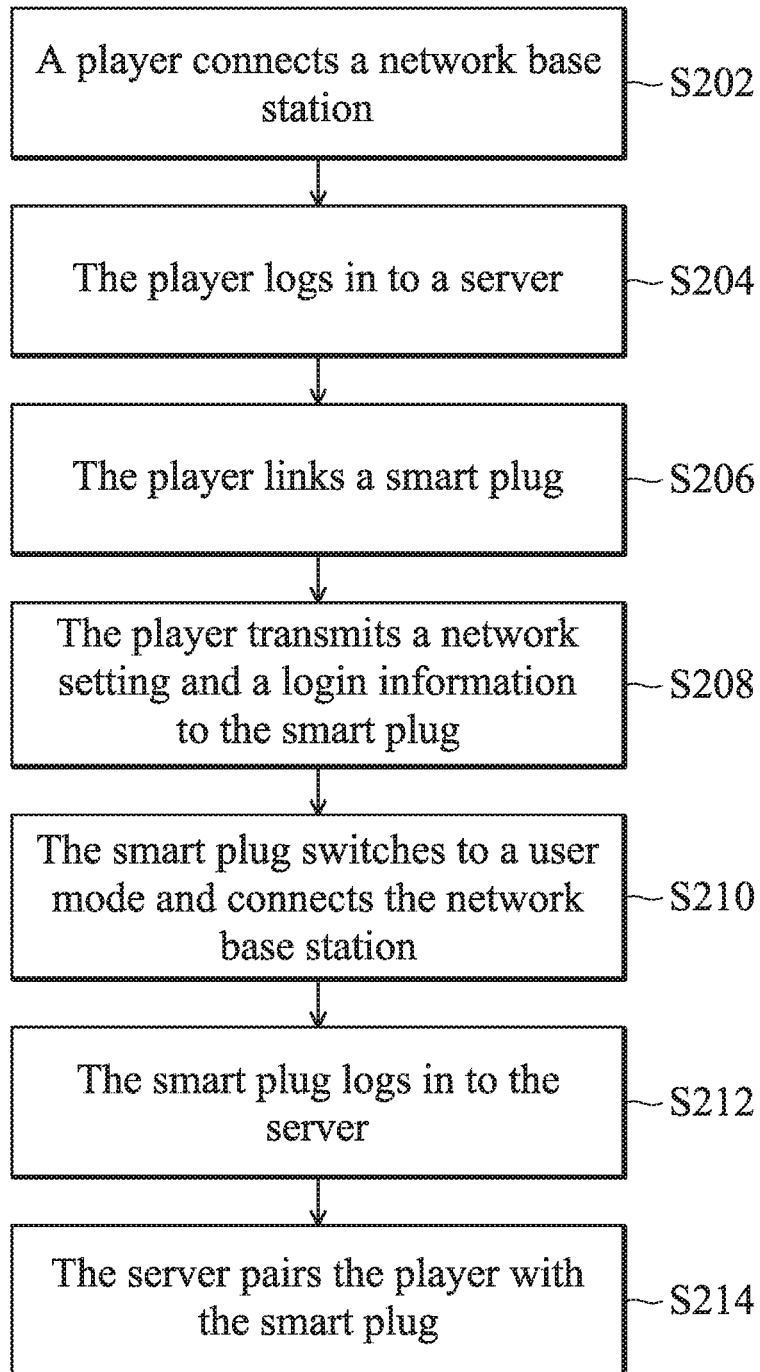 A player connects a network base
station
S202
The player logs in to a server
S204
The player links a smart plug
S206
The player transmits a network
setting and a login information
to the smart plug
S208
The smart plug switches to a user
mode and connects the network
base station
S210
The smart plug logs in to the
server
S212
The server pairs the player with
the smart plug
S214